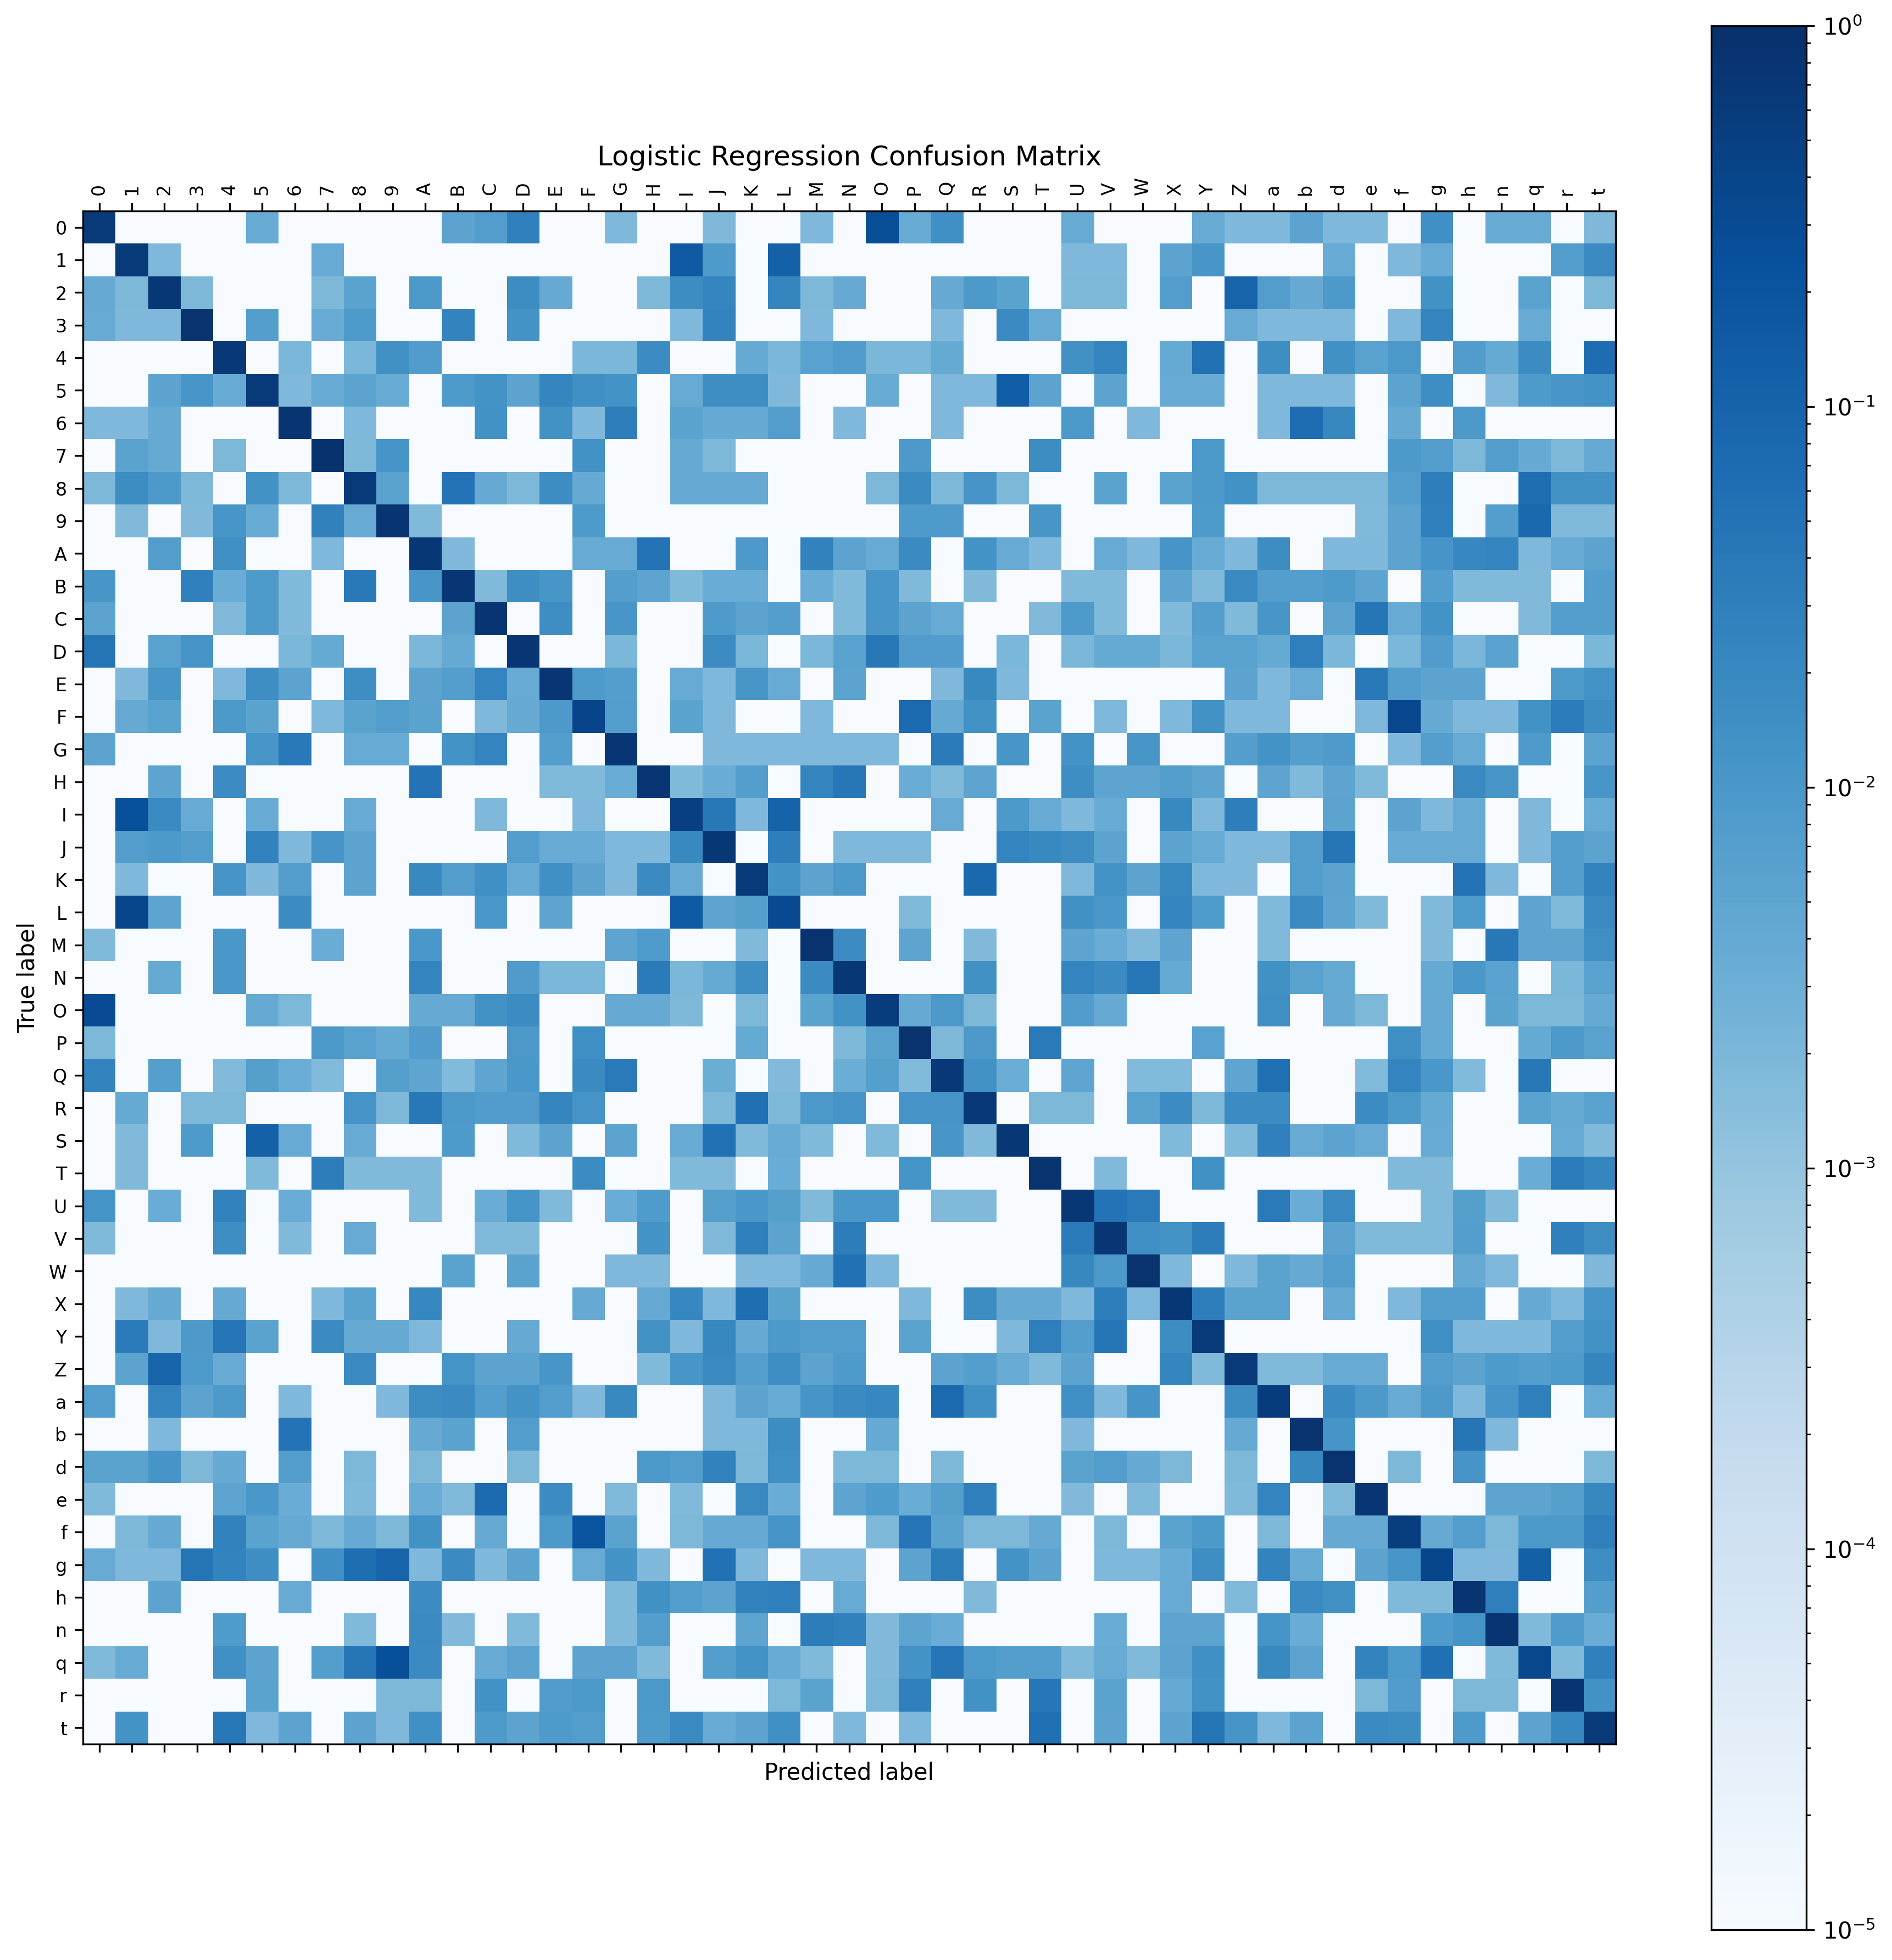 Logistic Regression Confusion Matrix
0 1 2 3 4 5 6 7 8 9 A B C D E F G H I J K L M N O P Q R S T U V W X Y Z a b d e f g h n q r t
0
1
2
3
4
5
6
7
8
9
A
B
C
D
E
F
G
H
I
J
K
L
M
N
O
P
Q
R
S
T
U
V
W
X
Y
Z
a
b
d
e
f
g
h
n
q
r
t
True label
Predicted label
10⁰
10⁻¹
10⁻²
10⁻³
10⁻⁴
10⁻⁵